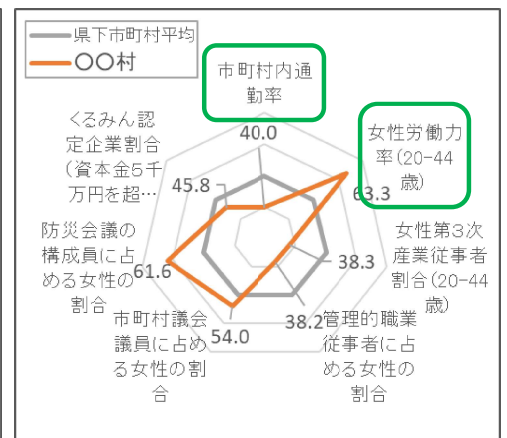 県下市町村平均
〇〇村
市町村内通
勤率
40.0
女性労働力
率(20-44
歳)
63.3
女性第3次
産業従事者
割合(20-44
歳)
38.3
管理的職業
従事者に占
める女性の
割合
38.2
市町村議会
議員に占め
る女性の割
合
54.0
防災会議の
構成員に占
める女性の
割合
61.6
くるみん認
定企業割合
(資本金5千
万円を超…
45.8